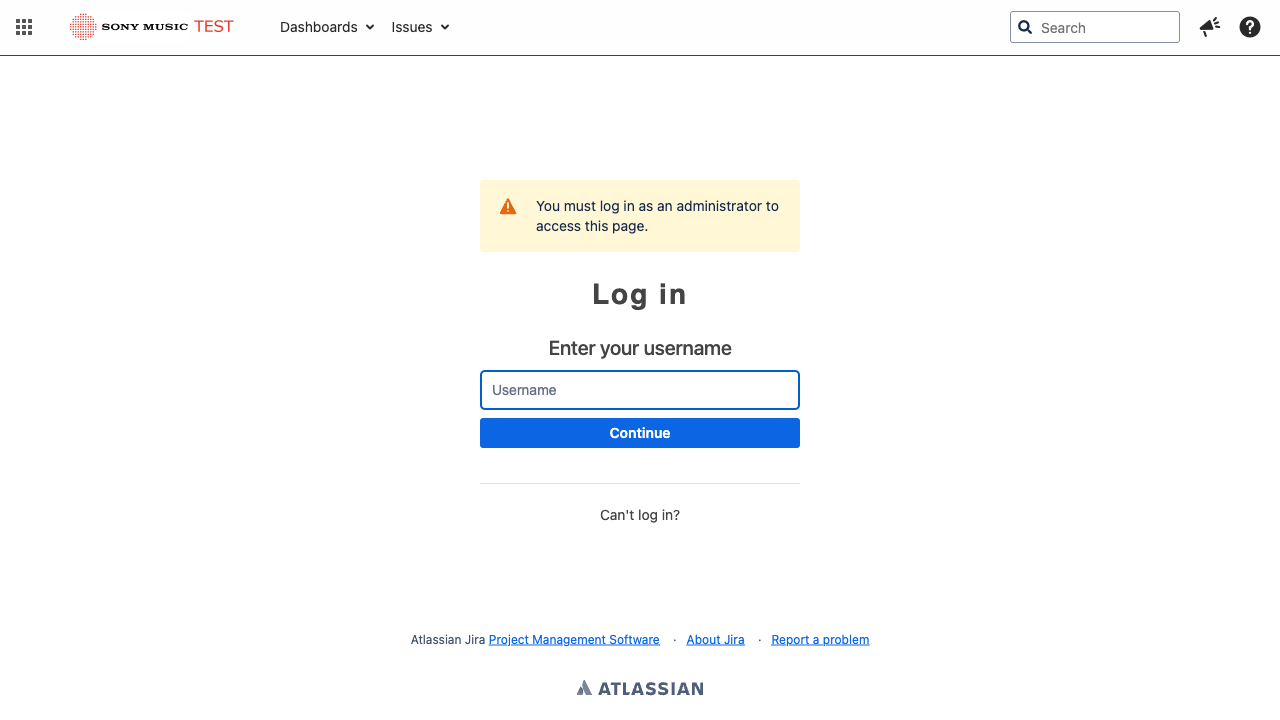 SONY MUSIC TEST
Dashboards
Issues
Search
You must log in as an administrator to
access this page.
Log in
Enter your username
Username
Continue
Can't log in?
Atlassian Jira Project Management Software · About Jira · Report a problem
ATLASSIAN